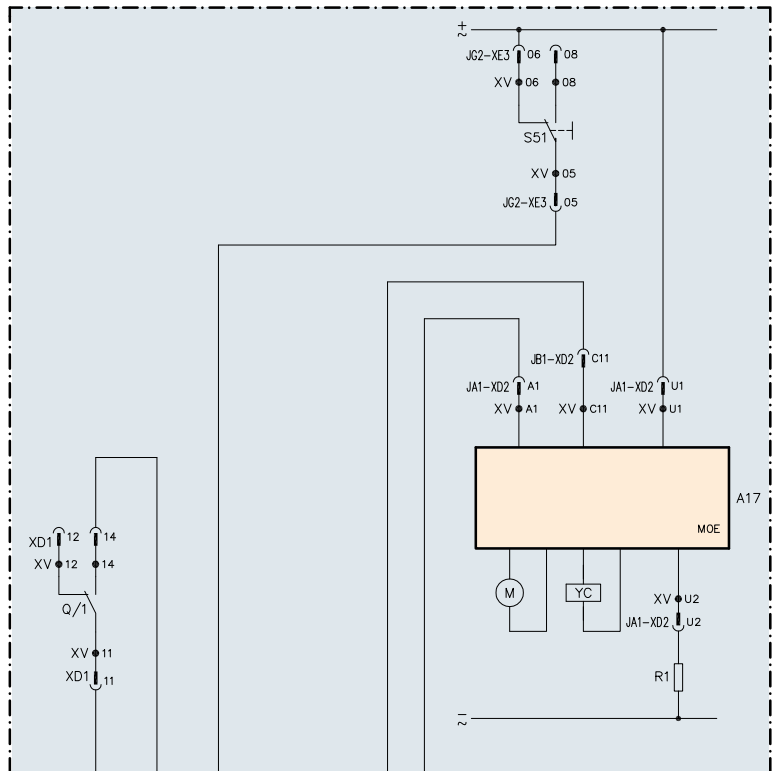 +
~
JG2-XE3 06 08
XV 06 08
S51
XV 05
JG2-XE3 05
JB1-XD2 C11
JA1-XD2 A1 JA1-XD2 U1
XV A1 XV C11 XV U1
A17
MOE
XD1 12 14
XV 12 14
Q/1
XV 11
XD1 11
M YC
XV U2
JA1-XD2 U2
R1
−
~